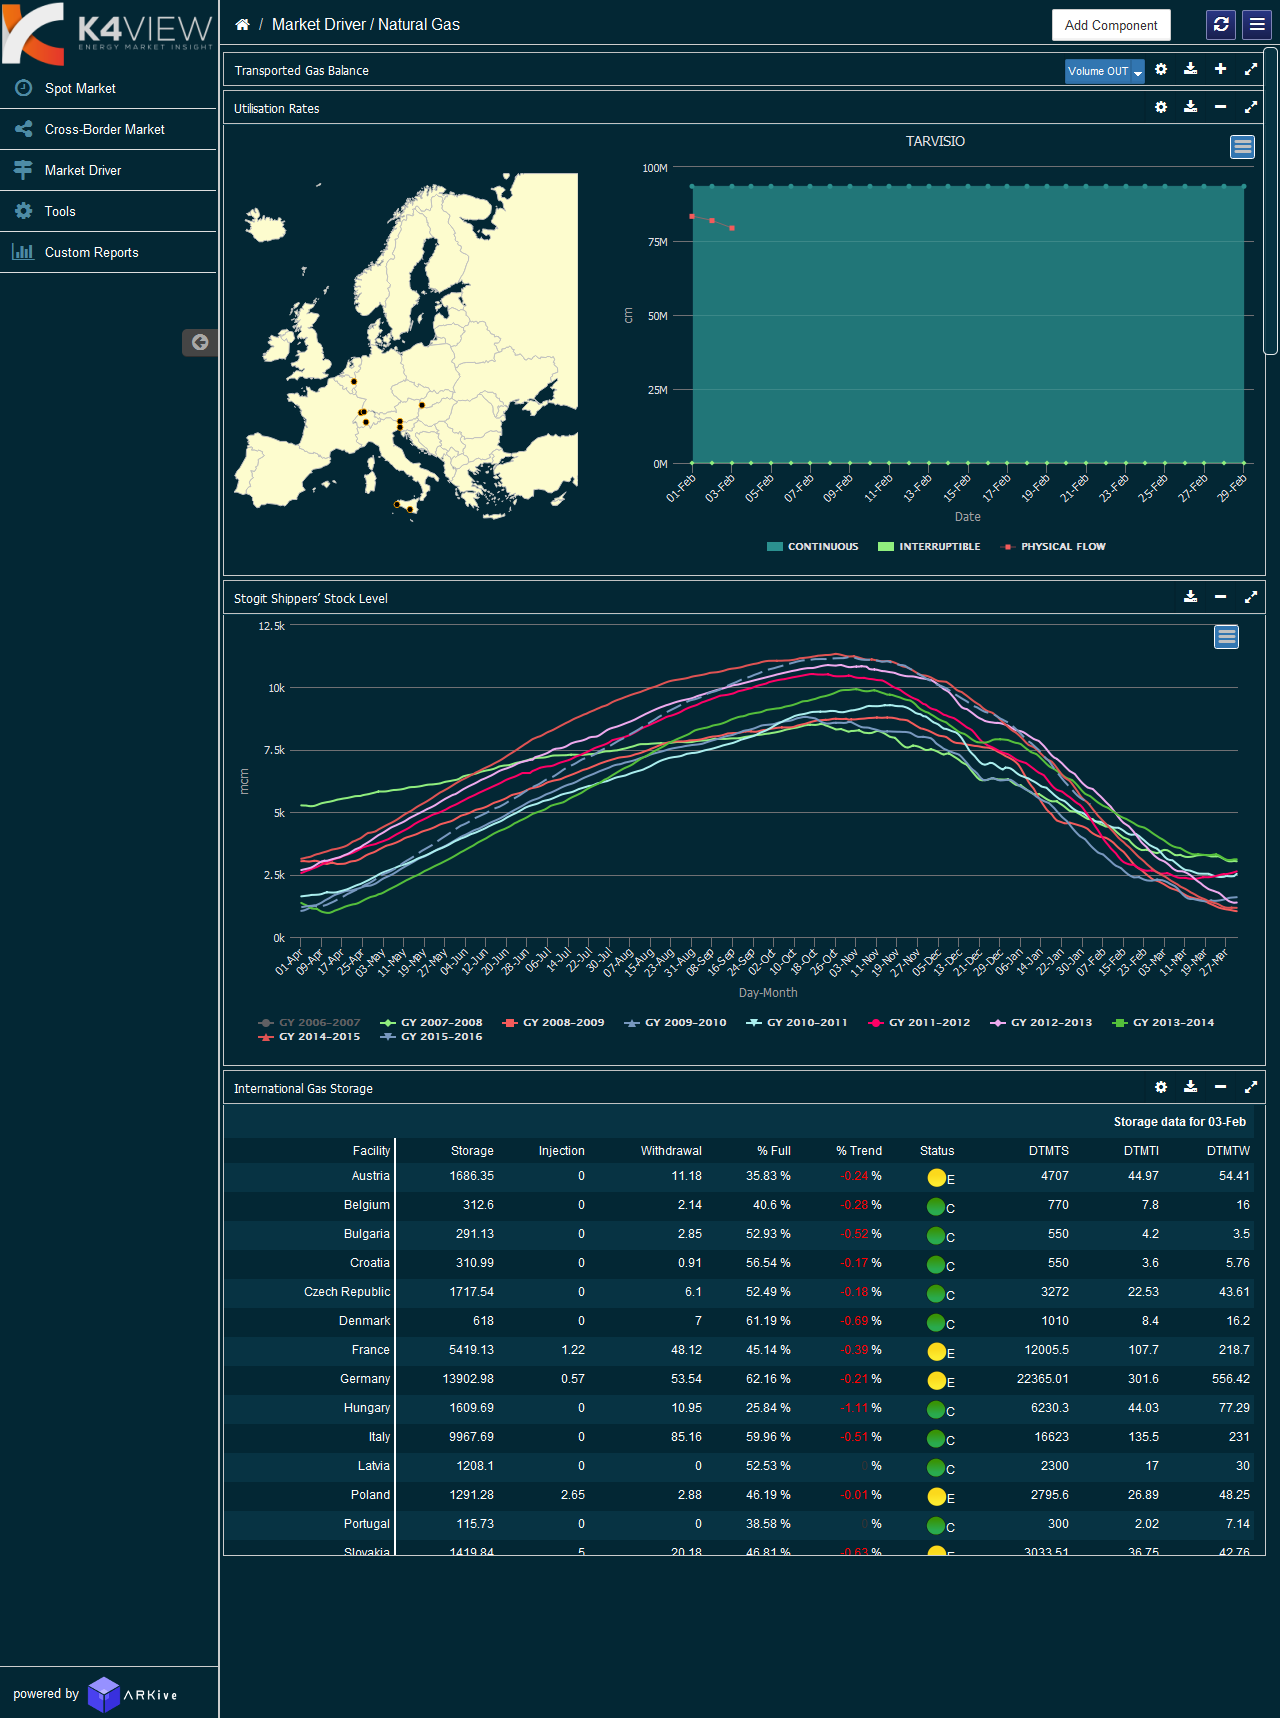 K4VIEW
ENERGY MARKET INSIGHT
Spot Market
Cross-Border Market
Market Driver
Tools
Custom Reports
powered by ARKive
/ Market Driver / Natural Gas
Add Component
Transported Gas Balance
Volume OUT
Utilisation Rates
TARVISIO
100M
75M
50M
25M
0M
cm
01-Feb 03-Feb 05-Feb 07-Feb 09-Feb 11-Feb 13-Feb 15-Feb 17-Feb 19-Feb 21-Feb 23-Feb 25-Feb 27-Feb 29-Feb
Date
CONTINUOUS INTERRUPTIBLE PHYSICAL FLOW
Stogit Shippers' Stock Level
12.5k
10k
7.5k
5k
2.5k
0k
mcm
01-Apr 09-Apr 17-Apr 25-Apr 03-May 11-May 19-May 27-May 04-Jun 12-Jun 20-Jun 28-Jun 06-Jul 14-Jul 22-Jul 30-Jul 07-Aug 15-Aug 23-Aug 31-Aug 08-Sep 16-Sep 24-Sep 02-Oct 10-Oct 18-Oct 26-Oct 03-Nov 11-Nov 19-Nov 27-Nov 05-Dec 13-Dec 21-Dec 29-Dec 06-Jan 14-Jan 22-Jan 30-Jan 07-Feb 15-Feb 23-Feb 03-Mar 11-Mar 19-Mar 27-Mar
Day-Month
GY 2006-2007 GY 2007-2008 GY 2008-2009 GY 2009-2010 GY 2010-2011 GY 2011-2012 GY 2012-2013 GY 2013-2014
GY 2014-2015 GY 2015-2016
International Gas Storage
Storage data for 03-Feb
Facility Storage Injection Withdrawal % Full % Trend Status DTMTS DTMTI DTMTW
Austria 1686.35 0 11.18 35.83 % -0.24 % E 4707 44.97 54.41
Belgium 312.6 0 2.14 40.6 % -0.28 % C 770 7.8 16
Bulgaria 291.13 0 2.85 52.93 % -0.52 % C 550 4.2 3.5
Croatia 310.99 0 0.91 56.54 % -0.17 % C 550 3.6 5.76
Czech Republic 1717.54 0 6.1 52.49 % -0.18 % C 3272 22.53 43.61
Denmark 618 0 7 61.19 % -0.69 % C 1010 8.4 16.2
France 5419.13 1.22 48.12 45.14 % -0.39 % E 12005.5 107.7 218.7
Germany 13902.98 0.57 53.54 62.16 % -0.21 % E 22365.01 301.6 556.42
Hungary 1609.69 0 10.95 25.84 % -1.11 % C 6230.3 44.03 77.29
Italy 9967.69 0 85.16 59.96 % -0.51 % C 16623 135.5 231
Latvia 1208.1 0 0 52.53 % 0 % C 2300 17 30
Poland 1291.28 2.65 2.88 46.19 % -0.01 % E 2795.6 26.89 48.25
Portugal 115.73 0 0 38.58 % 0 % C 300 2.02 7.14
Slovakia 1419.84 5 20.18 46.81 % -0.63 % E 3033.51 36.75 42.76